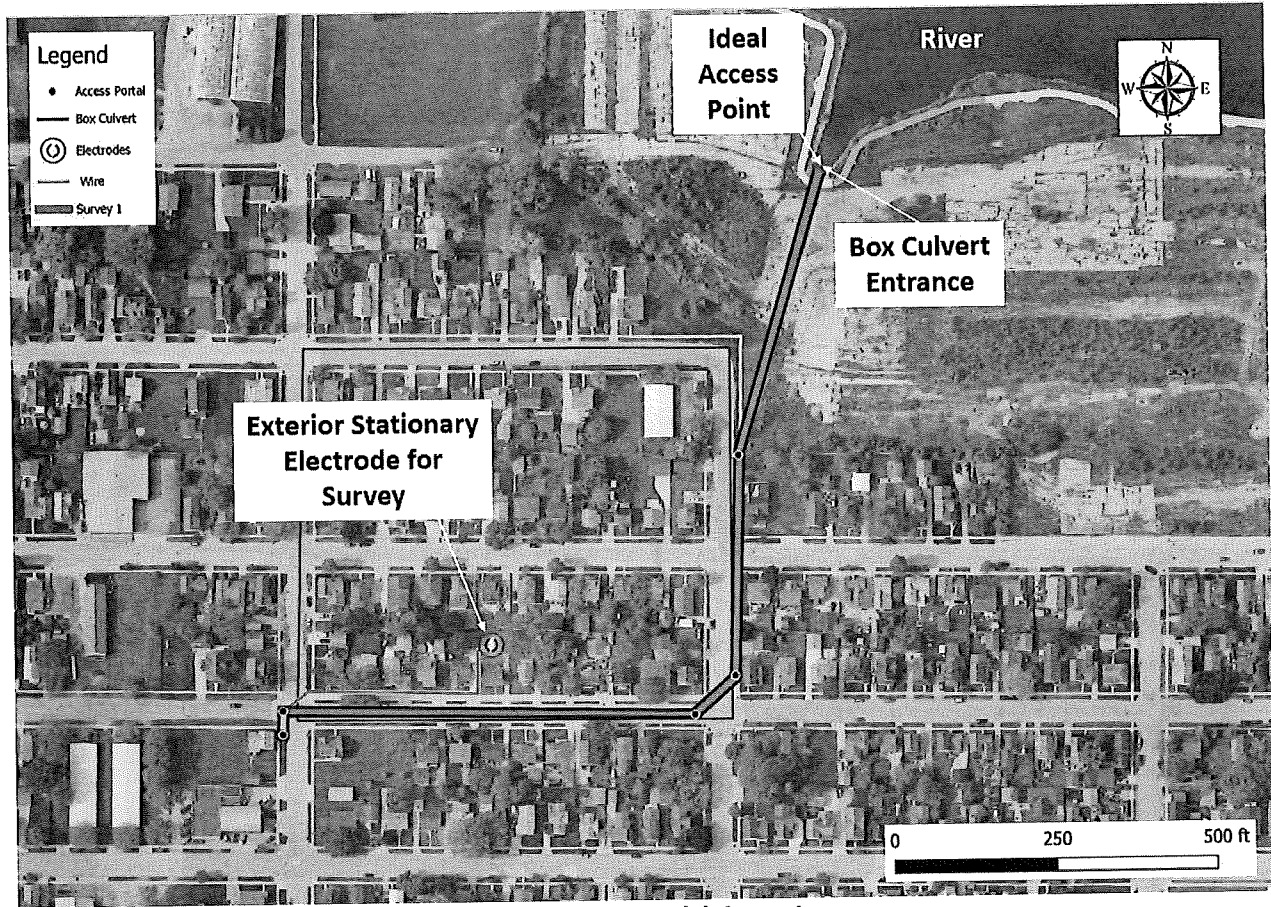 Legend
Access Portal
Box Culvert
Electrodes
Wire
Survey 1
Ideal
Access
Point
River
N
W E
S
Box Culvert
Entrance
Exterior Stationary
Electrode for
Survey
0 250 500 ft